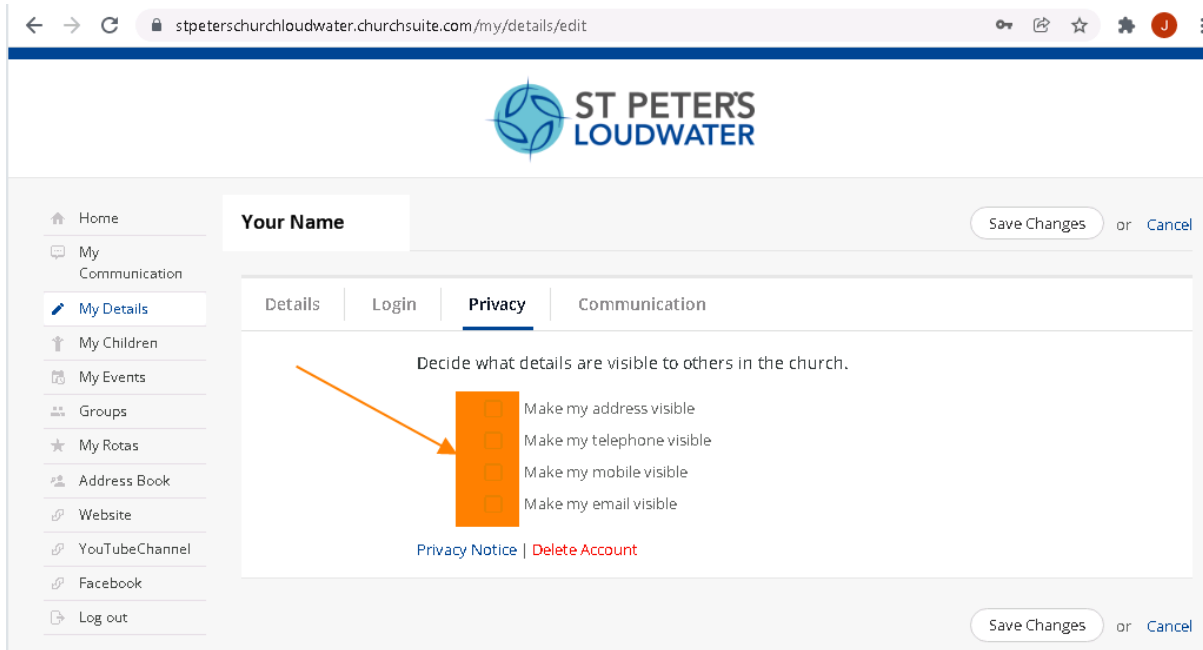 stpeterschurchloudwater.churchsuite.com/my/details/edit
J
ST PETER'S
LOUDWATER
Home
My
Communication
My Details
My Children
My Events
Groups
My Rotas
Address Book
Website
YouTubeChannel
Facebook
Log out
Your Name
Save Changes or Cancel
Details Login Privacy Communication
Decide what details are visible to others in the church.
Make my address visible
Make my telephone visible
Make my mobile visible
Make my email visible
Privacy Notice | Delete Account
Save Changes or Cancel